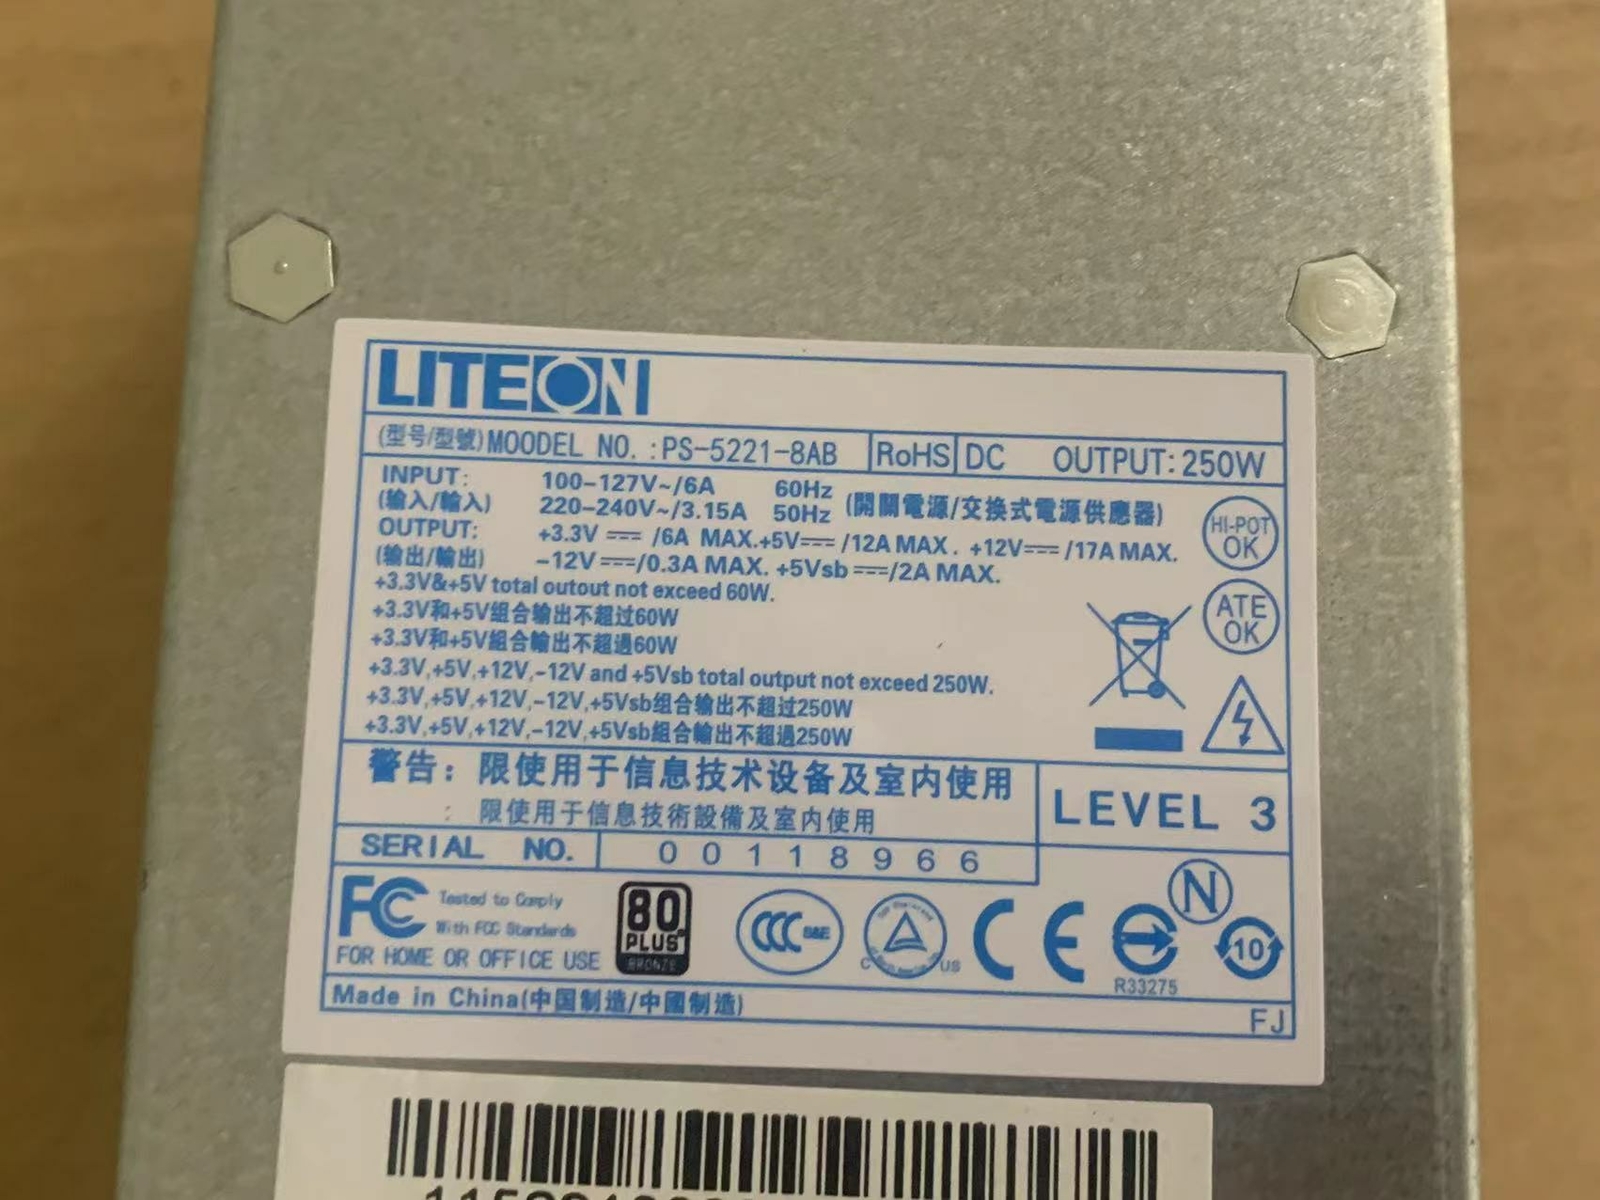 LITEON
(型号/型號)MOODEL NO.:PS-5221-8AB RoHS DC OUTPUT:250W
INPUT: 100-127V~/6A 60Hz
(输入/輸入) 220-240V~/3.15A 50Hz (開關電源/交换式電源供應器)
OUTPUT: +3.3V ⎓ /6A MAX.+5V⎓ /12A MAX. +12V⎓ /17A MAX.
(输出/輸出) -12V⎓/0.3A MAX. +5Vsb ⎓/2A MAX.
+3.3V&+5V total outout not exceed 60W.
+3.3V和+5V组合输出不超过60W
+3.3V和+5V組合輸出不超過60W
+3.3V,+5V,+12V,-12V and +5Vsb total output not exceed 250W.
+3.3V,+5V,+12V,-12V,+5Vsb组合输出不超过250W
+3.3V,+5V,+12V,-12V,+5Vsb組合輸出不超過250W
HI-POT
OK
ATE
OK
警告：限使用于信息技术设备及室内使用
：限使用于信息技術設備及室内使用
LEVEL 3
SERIAL NO. 00118966
FC Tested to Comply
With FCC Standards
FOR HOME OR OFFICE USE
80
PLUS
BRONZE
CCC S&E
C US
CE
R33275
N
10
Made in China(中国制造/中國制造)
FJ